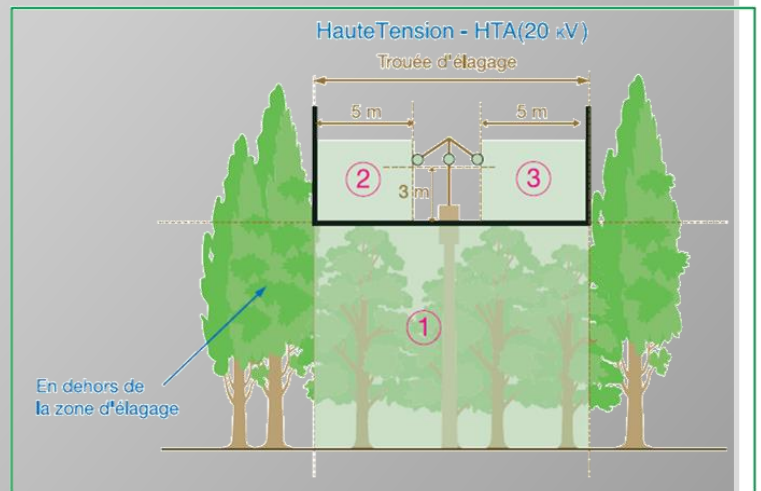 HauteTension - HTA(20 kV)
Trouée d'élagage
5 m
5 m
2
3
3 m
1
En dehors de
la zone d'élagage